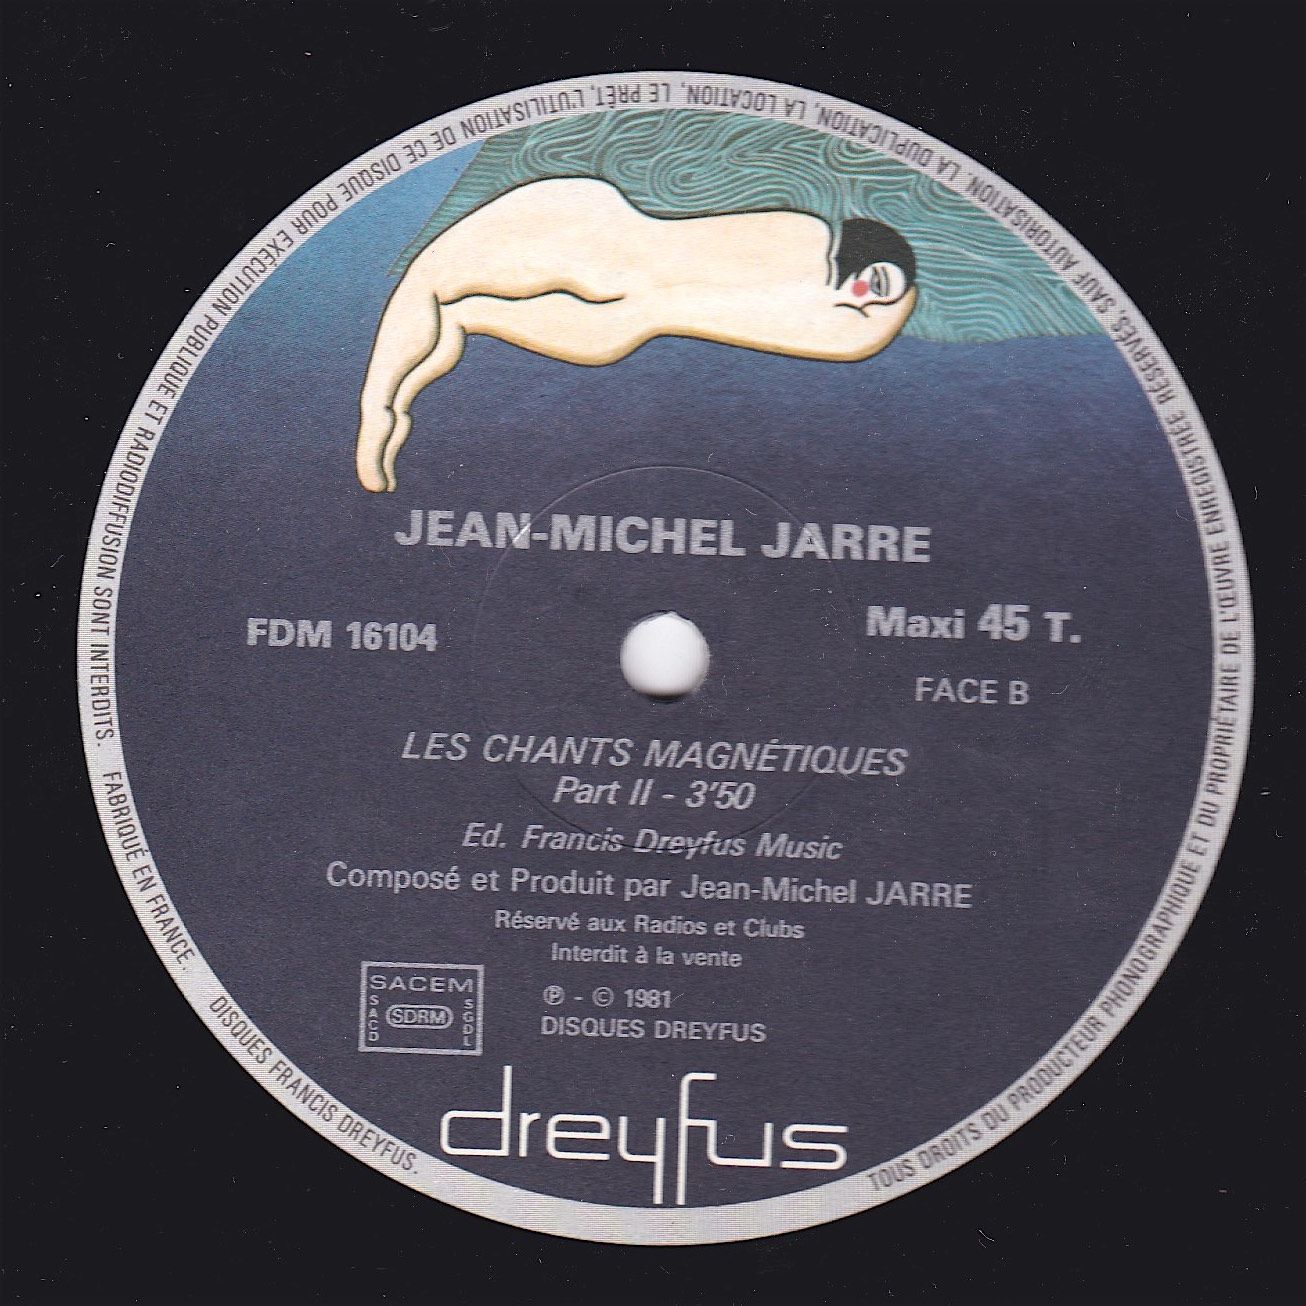 JEAN-MICHEL JARRE
FDM 16104
Maxi 45 T.
FACE B
LES CHANTS MAGNÉTIQUES
Part II - 3'50
Ed. Francis Dreyfus Music
Composé et Produit par Jean-Michel JARRE
Réservé aux Radios et Clubs
Interdit à la vente
SACEM
SACD
SDRM
SGDL
℗ - © 1981
DISQUES DREYFUS
dreyfus
TOUS DROITS DU PRODUCTEUR PHONOGRAPHIQUE ET DU PROPRIÉTAIRE DE L'ŒUVRE ENREGISTRÉE RÉSERVÉS, SAUF AUTORISATION, LA DUPLICATION, LA LOCATION, LE PRÊT, L'UTILISATION DE CE DISQUE POUR EXÉCUTION PUBLIQUE ET RADIODIFFUSION SONT INTERDITS. FABRIQUÉ EN FRANCE. DISQUES FRANCIS DREYFUS.